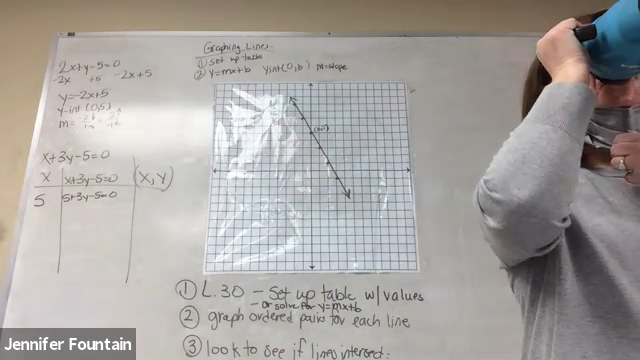 2x+y-5=0
-2x +5 -2x+5
y=-2x+5
y-int (0,5)
m=
x+3y-5=0
x x+3y-5=0 (x,y)
5 5+3y-5=0
Graphing Lines
① Set up table
② y=mx+b yint(0,b) m=slope
① L.30 - Set up table w/ values
- or solve for y=mx+b
② graph ordered pairs for each line
③ look to see if lines intersect:
Jennifer Fountain